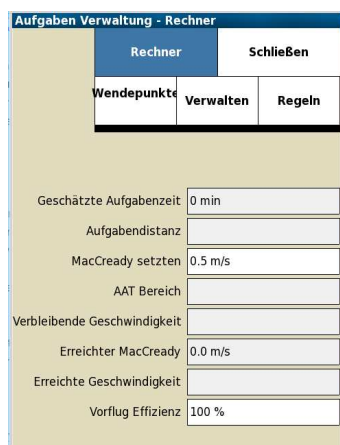 Aufgaben Verwaltung - Rechner
Rechner Schließen
Wendepunkte Verwalten Regeln
Geschätzte Aufgabenzeit 0 min
Aufgabendistanz
MacCready setzten 0.5 m/s
AAT Bereich
Verbleibende Geschwindigkeit
Erreichter MacCready 0.0 m/s
Erreichte Geschwindigkeit
Vorflug Effizienz 100 %